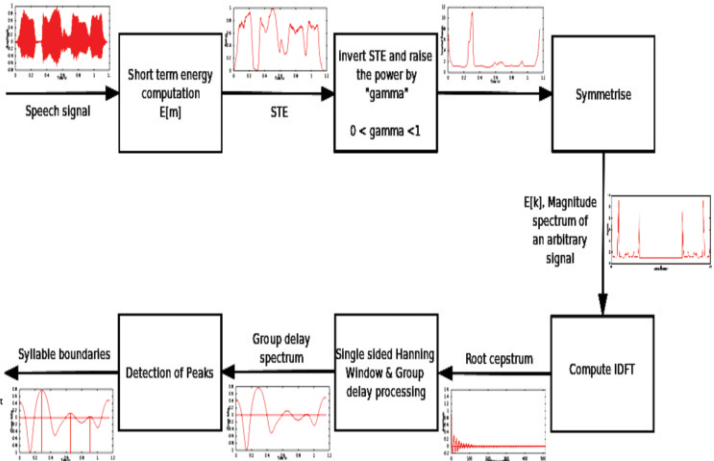 Speech signal
Short term energy
computation
E[m]
STE
Invert STE and raise
the power by
"gamma"
0 < gamma <1
Symmetrise
E[k], Magnitude
spectrum of
an arbitrary
signal
Compute IDFT
Root cepstrum
Single sided Hanning
Window & Group
delay processing
Group delay
spectrum
Detection of Peaks
Syllable boundaries